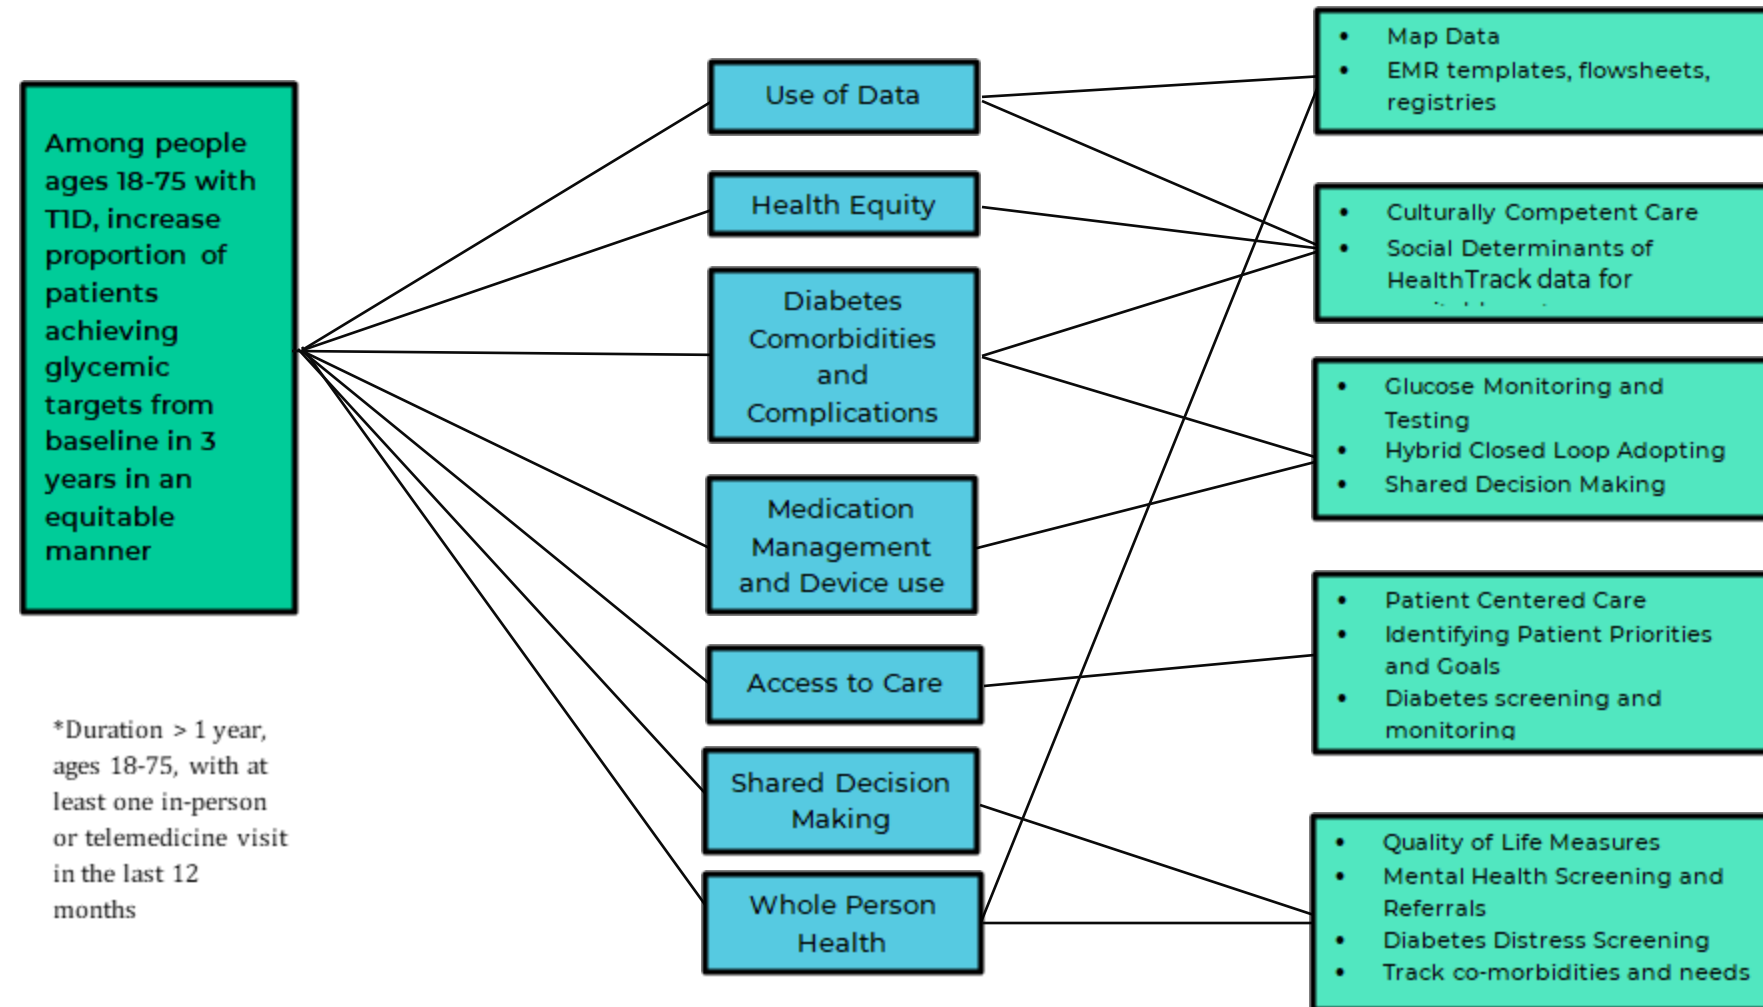 Among people
ages 18-75 with
T1D, increase
proportion of
patients
achieving
glycemic
targets from
baseline in 3
years in an
equitable
manner
*Duration > 1 year,
ages 18-75, with at
least one in-person
or telemedicine visit
in the last 12
months
Use of Data
Health Equity
Diabetes
Comorbidities
and
Complications
Medication
Management
and Device use
Access to Care
Shared Decision
Making
Whole Person
Health
• Map Data
• EMR templates, flowsheets,
registries
• Culturally Competent Care
• Social Determinants of
HealthTrack data for
• Glucose Monitoring and
Testing
• Hybrid Closed Loop Adopting
• Shared Decision Making
• Patient Centered Care
• Identifying Patient Priorities
and Goals
• Diabetes screening and
monitoring
• Quality of Life Measures
• Mental Health Screening and
Referrals
• Diabetes Distress Screening
• Track co-morbidities and needs